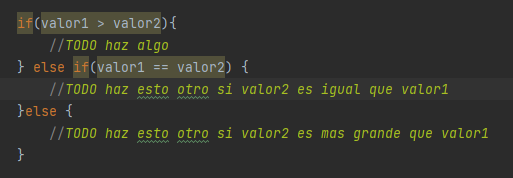 if(valor1 > valor2){
    //TODO haz algo
} else if(valor1 == valor2) {
    //TODO haz esto otro si valor2 es igual que valor1
}else {
    //TODO haz esto otro si valor2 es mas grande que valor1
}